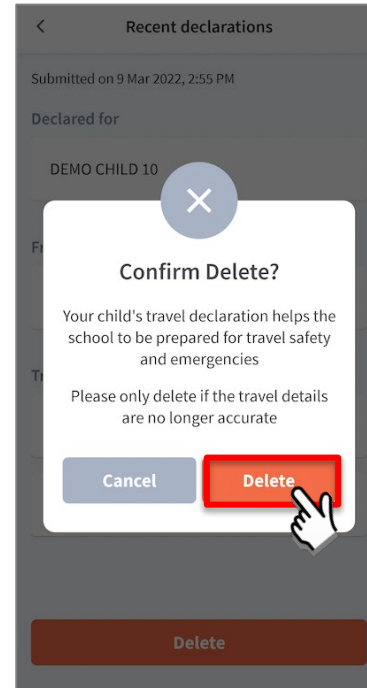 Recent declarations
Submitted on 9 Mar 2022, 2:55 PM
Declared for
DEMO CHILD 10
Fr
Confirm Delete?
Your child's travel declaration helps the
school to be prepared for travel safety
and emergencies
Tr
Please only delete if the travel details
are no longer accurate
Cancel
Delete
Delete